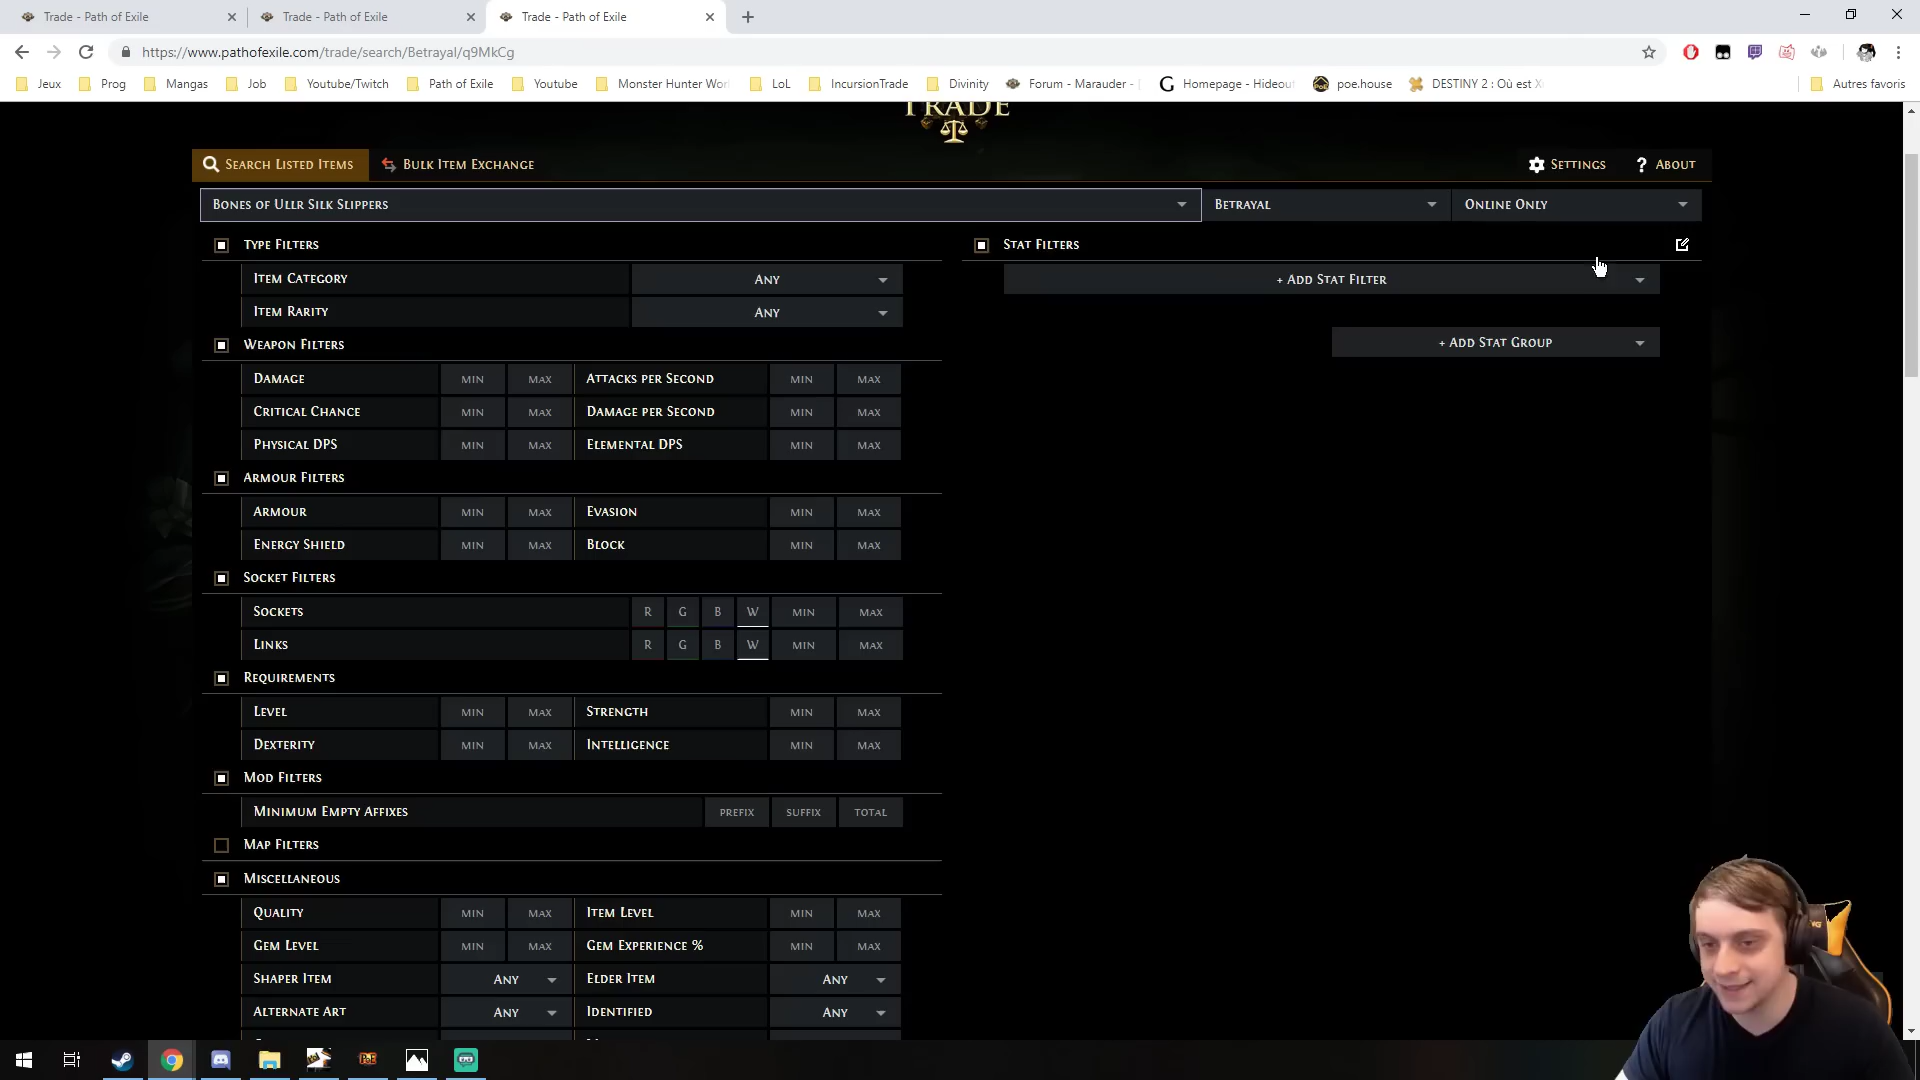 Trade - Path of Exile
Trade - Path of Exile
Trade - Path of Exile
https://www.pathofexile.com/trade/search/Betrayal/q9MkCg
Jeux Prog Mangas Job Youtube/Twitch Path of Exile Youtube Monster Hunter Wor LoL IncursionTrade Divinity Forum - Marauder - Homepage - Hideout poe.house DESTINY 2 : Où est X Autres favoris
TRADE
SEARCH LISTED ITEMS BULK ITEM EXCHANGE SETTINGS ? ABOUT
BONES OF ULLR SILK SLIPPERS BETRAYAL ONLINE ONLY
TYPE FILTERS STAT FILTERS
ITEM CATEGORY ANY + ADD STAT FILTER
ITEM RARITY ANY
WEAPON FILTERS + ADD STAT GROUP
DAMAGE MIN MAX ATTACKS PER SECOND MIN MAX
CRITICAL CHANCE MIN MAX DAMAGE PER SECOND MIN MAX
PHYSICAL DPS MIN MAX ELEMENTAL DPS MIN MAX
ARMOUR FILTERS
ARMOUR MIN MAX EVASION MIN MAX
ENERGY SHIELD MIN MAX BLOCK MIN MAX
SOCKET FILTERS
SOCKETS R G B W MIN MAX
LINKS R G B W MIN MAX
REQUIREMENTS
LEVEL MIN MAX STRENGTH MIN MAX
DEXTERITY MIN MAX INTELLIGENCE MIN MAX
MOD FILTERS
MINIMUM EMPTY AFFIXES PREFIX SUFFIX TOTAL
MAP FILTERS
MISCELLANEOUS
QUALITY MIN MAX ITEM LEVEL MIN MAX
GEM LEVEL MIN MAX GEM EXPERIENCE % MIN MAX
SHAPER ITEM ANY ELDER ITEM ANY
ALTERNATE ART ANY IDENTIFIED ANY